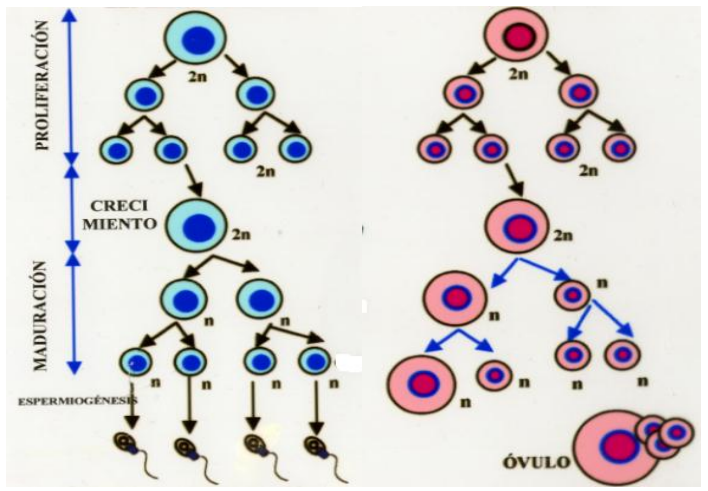 PROLIFERACIÓN
2n
2n
2n
2n
CRECI
MIENTO
2n
2n
MADURACIÓN
n
n
n
n
n
n
n
n
n
n
n
n
ESPERMIOGÉNESIS
ÓVULO